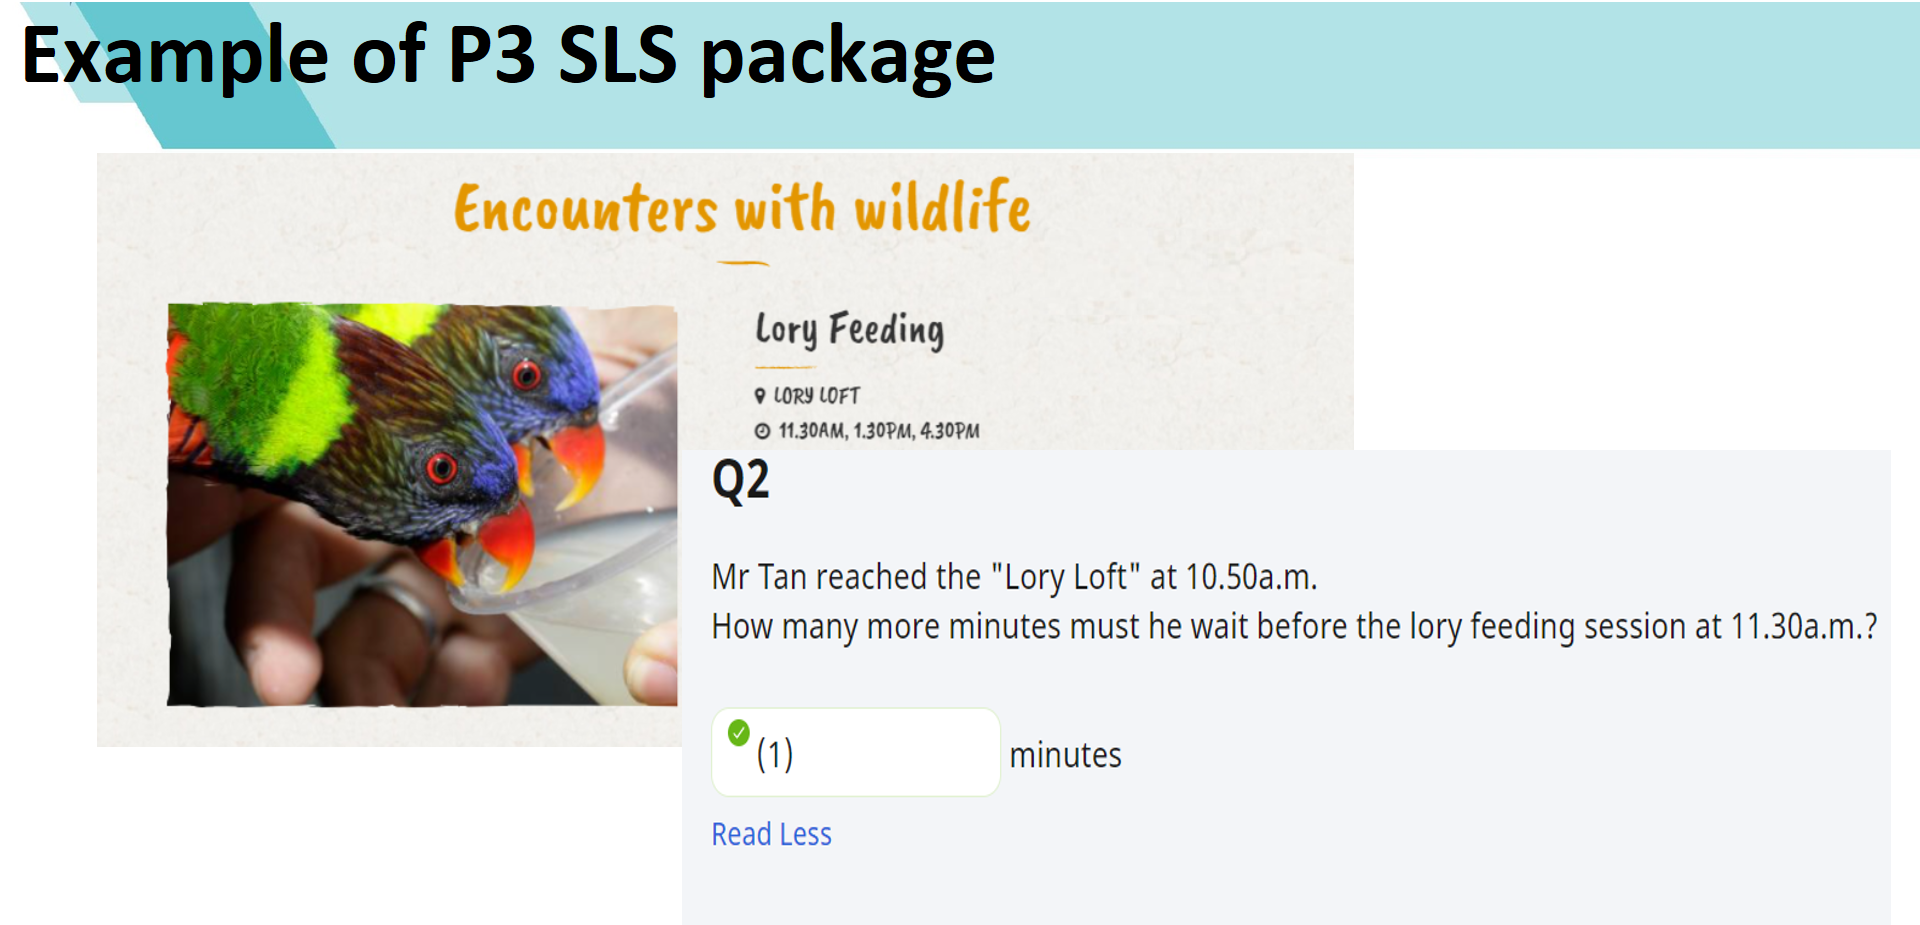 Example of P3 SLS package
Encounters with wildlife
Lory Feeding
LORY LOFT
11.30AM, 1.30PM, 4.30PM
Q2
Mr Tan reached the "Lory Loft" at 10.50a.m.
How many more minutes must he wait before the lory feeding session at 11.30a.m.?
(1) minutes
Read Less